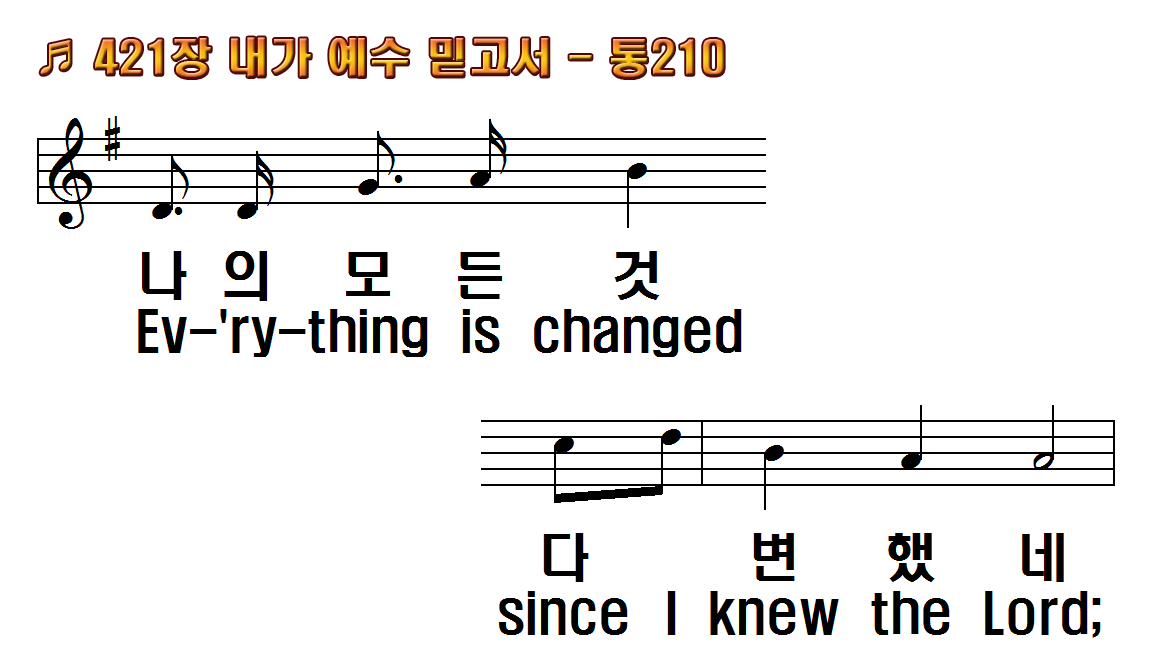 ♬ 421장 내가 예수 믿고서 - 통210
나 의 모 든 것
Ev-'ry-thing is changed
다 변 했 네
since I knew the Lord;